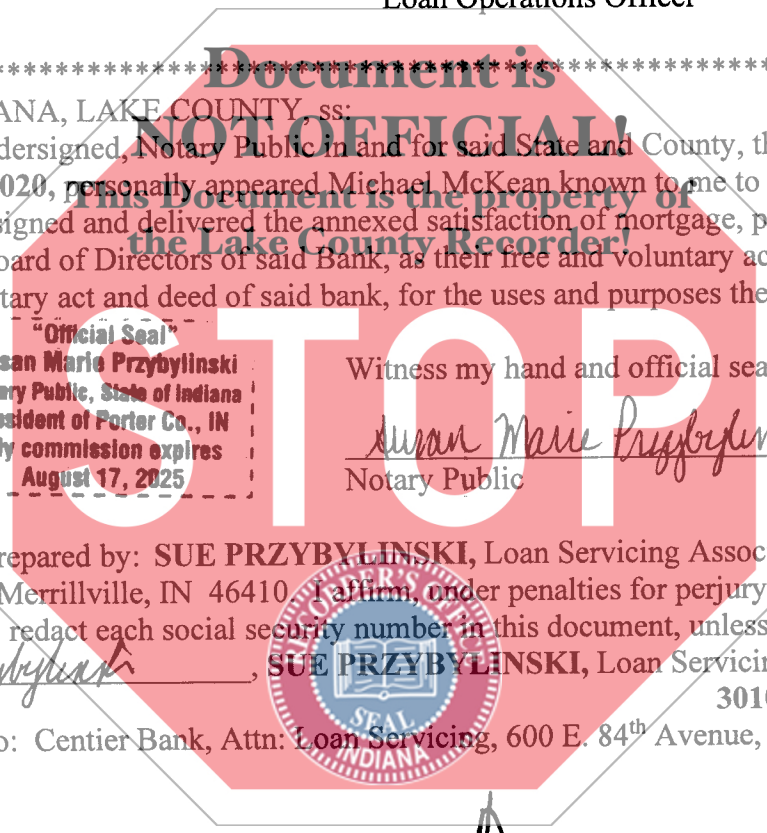 Loan Operations Officer
Document is
ANA, LAKE COUNTY, ss:
NOT OFFICIAL!
dersigned, Notary Public in and for said State and County, th
020, personally appeared Michael McKean known to me to
This Document is the property of
signed and delivered the annexed satisfaction of mortgage, p
the Lake County Recorder!
oard of Directors of said Bank, as their free and voluntary ac
tary act and deed of said bank, for the uses and purposes the
"Official Seal"
san Marie Przybylinski
ary Public, State of Indiana
sident of Porter Co., IN
y commission expires
August 17, 2025
STOP
Witness my hand and official sea
Susan Marie Przybylin
Notary Public
repared by: SUE PRZYBYLINSKI, Loan Servicing Assoc
Merrillville, IN 46410. I affirm, under penalties for perjury
redact each social security number in this document, unless
ybylinski, SUE PRZYBYLINSKI, Loan Servicin
3010
o: Centier Bank, Attn: Loan Servicing, 600 E. 84th Avenue,
RECORDER'S OFFICE
SEAL
INDIANA